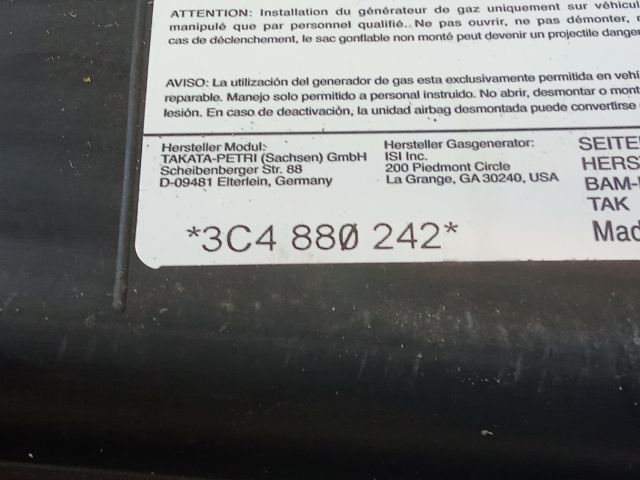 ATTENTION: Installation du générateur de gaz uniquement sur
manipulé que par personnel qualifié.. Ne pas ouvrir, ne pas démonter,
cas de déclenchement, le sac gonflable non monté peut devenir un projectile
AVISO: La utilización del generador de gas esta exclusivamente permitida en
reparable. Manejo solo permitido a personal instruido. No abrir, desmontar o
lesión. En caso de deactivación, la unidad airbag desmontada puede convertirse
Hersteller Modul:
TAKATA-PETRI (Sachsen) GmbH
Scheibenberger Str. 88
D-09481 Elterlein, Germany
Hersteller Gasgenerator:
ISI Inc.
200 Piedmont Circle
La Grange, GA 30240, USA
*3C4 880 242*
SEITE
HERS
BAM-
TAK
Mad